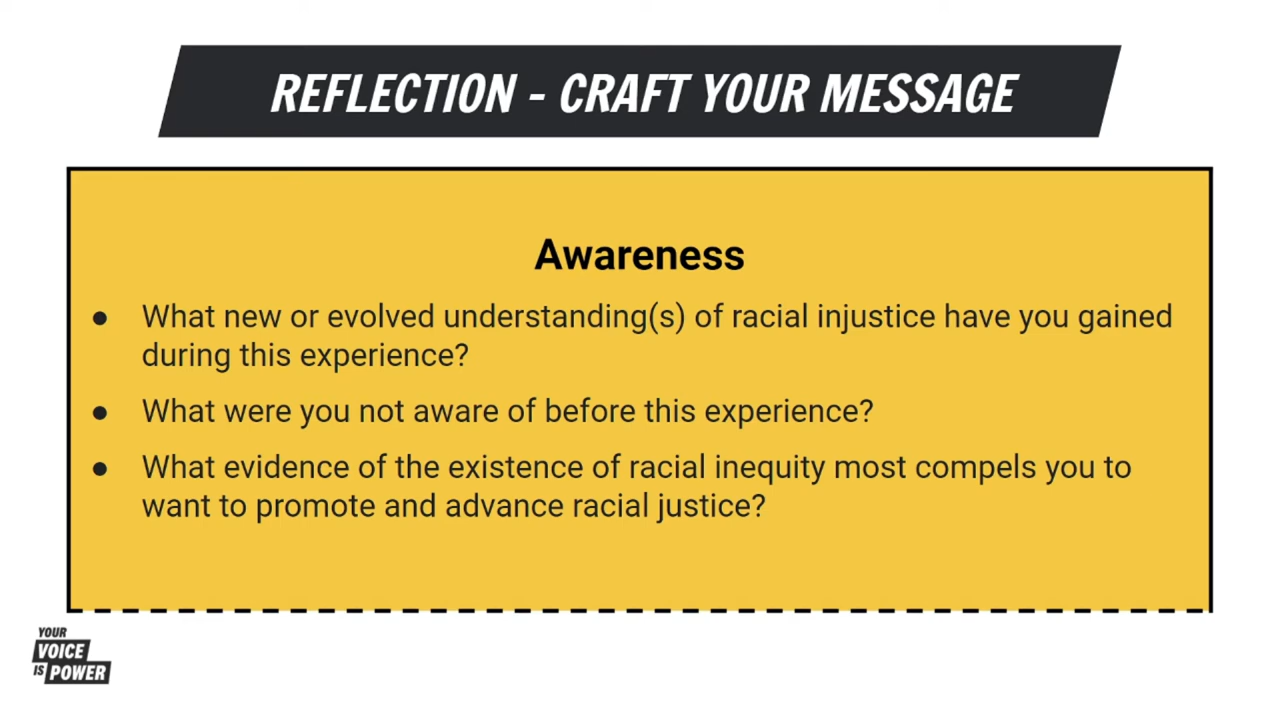 REFLECTION - CRAFT YOUR MESSAGE
Awareness
● What new or evolved understanding(s) of racial injustice have you gained
during this experience?
● What were you not aware of before this experience?
● What evidence of the existence of racial inequity most compels you to
want to promote and advance racial justice?
YOUR
VOICE
IS POWER